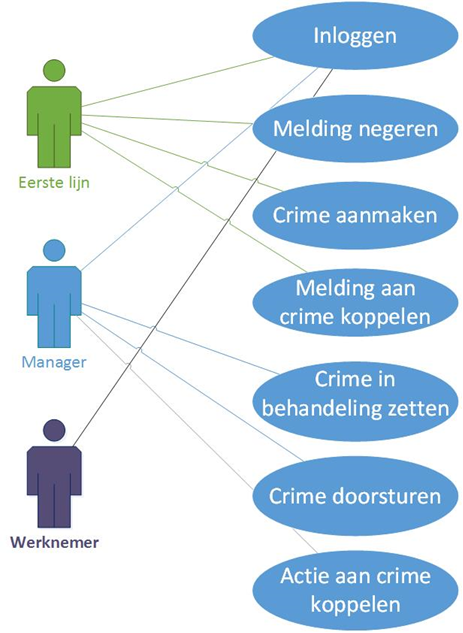 Inloggen
Melding negeren
Eerste lijn
Crime aanmaken
Melding aan
crime koppelen
Manager
Crime in
behandeling zetten
Crime doorsturen
Werknemer
Actie aan crime
koppelen